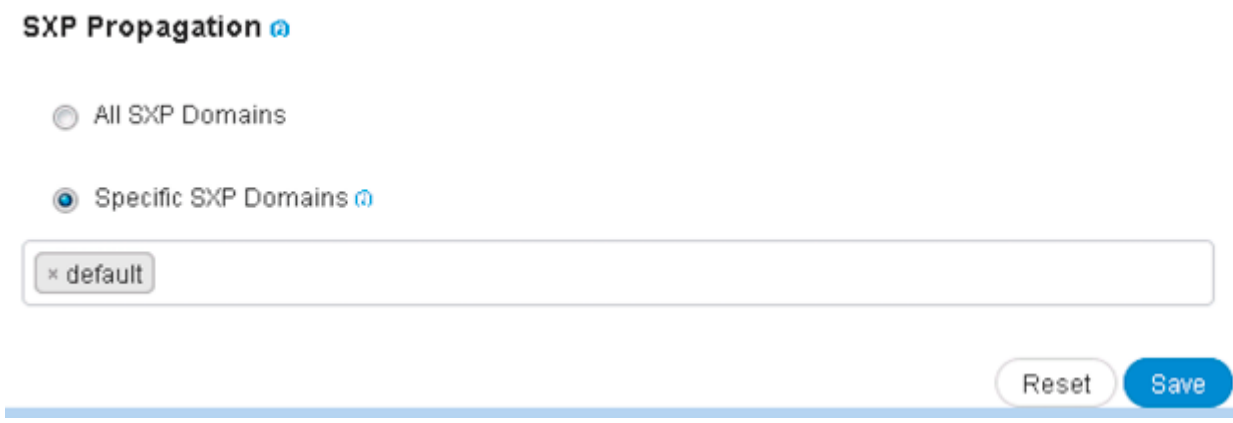 SXP Propagation
All SXP Domains
Specific SXP Domains
× default
Reset Save